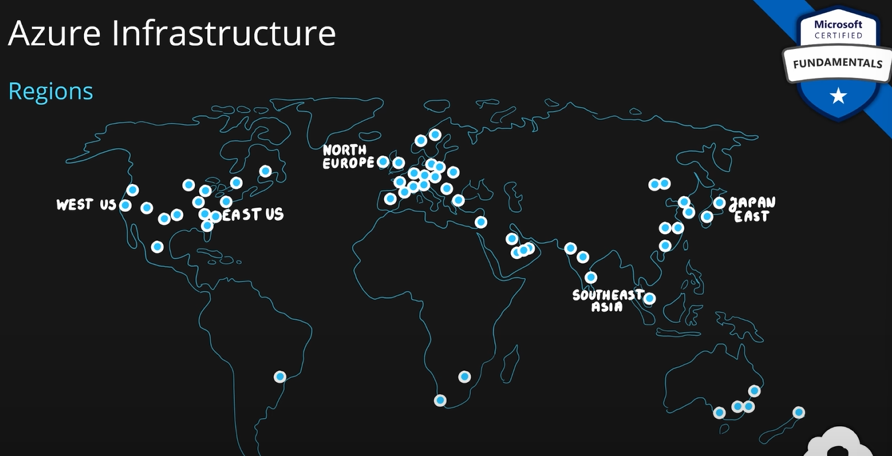 Azure Infrastructure
Microsoft
CERTIFIED
FUNDAMENTALS
Regions
NORTH
EUROPE
WEST US
EAST US
JAPAN
EAST
SOUTHEAST
ASIA